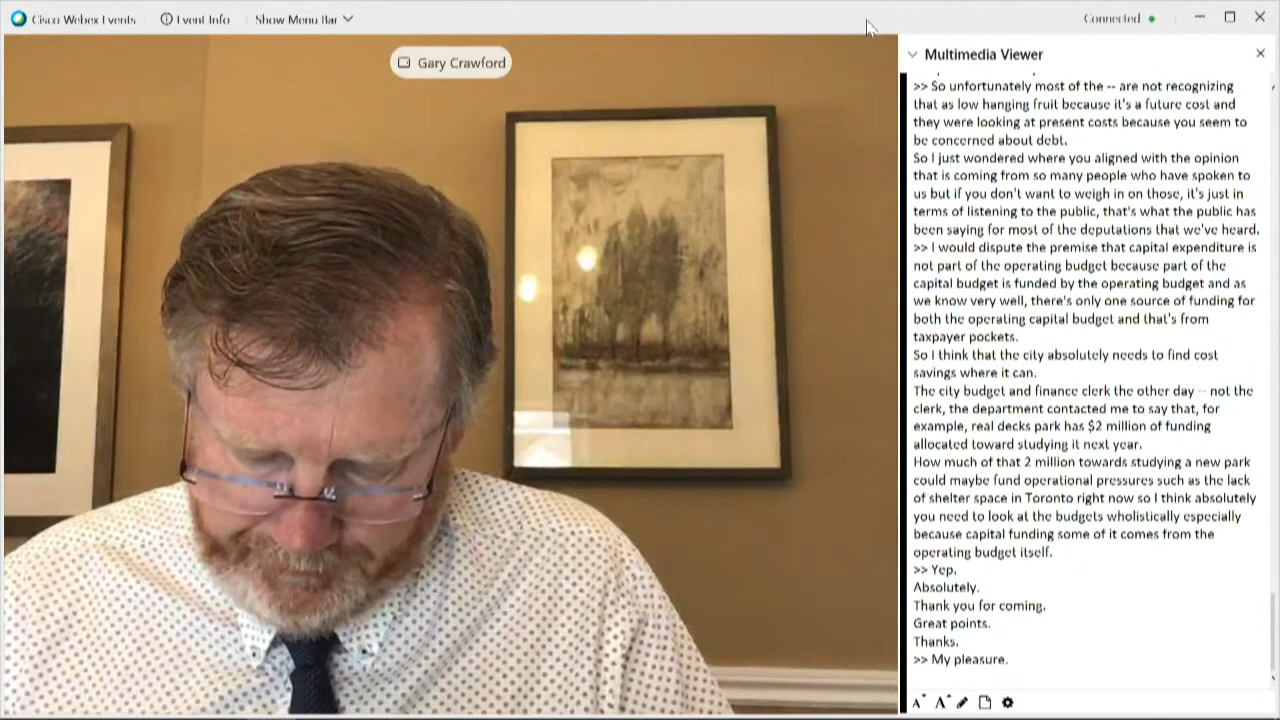 Cisco Webex Events
Event Info
Show Menu Bar
Connected
Gary Crawford
Multimedia Viewer
>> So unfortunately most of the -- are not recognizing
that as low hanging fruit because it's a future cost and
they were looking at present costs because you seem to
be concerned about debt.
So I just wondered where you aligned with the opinion
that is coming from so many people who have spoken to
us but if you don't want to weigh in on those, it's just in
terms of listening to the public, that's what the public has
been saying for most of the deputations that we've heard.
>> I would dispute the premise that capital expenditure is
not part of the operating budget because part of the
capital budget is funded by the operating budget and as
we know very well, there's only one source of funding for
both the operating capital budget and that's from
taxpayer pockets.
So I think that the city absolutely needs to find cost
savings where it can.
The city budget and finance clerk the other day -- not the
clerk, the department contacted me to say that, for
example, real decks park has $2 million of funding
allocated toward studying it next year.
How much of that 2 million towards studying a new park
could maybe fund operational pressures such as the lack
of shelter space in Toronto right now so I think absolutely
you need to look at the budgets wholistically especially
because capital funding some of it comes from the
operating budget itself.
>> Yep.
Absolutely.
Thank you for coming.
Great points.
Thanks.
>> My pleasure.